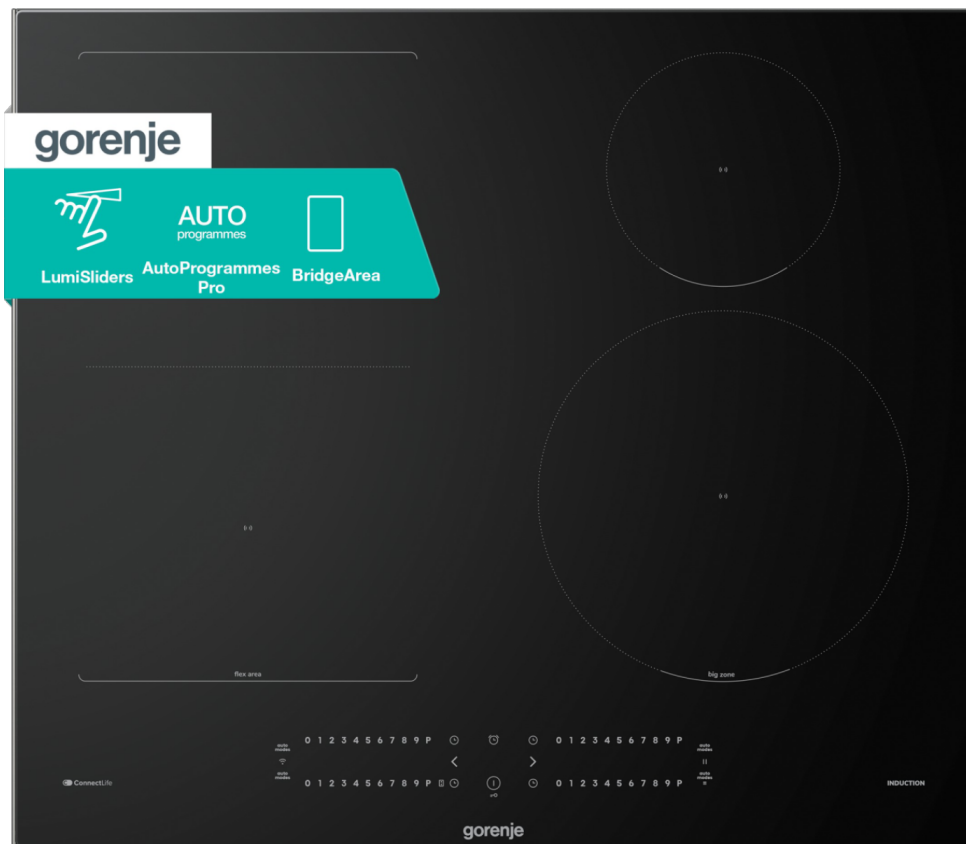 gorenje
AUTO
programmes
LumiSliders
AutoProgrammes
Pro
BridgeArea
flex area
big zone
auto
modes
0 1 2 3 4 5 6 7 8 9 P
0 1 2 3 4 5 6 7 8 9 P
auto
modes
auto
modes
0 1 2 3 4 5 6 7 8 9 P
0 1 2 3 4 5 6 7 8 9 P
auto
modes
ConnectLife
INDUCTION
gorenje